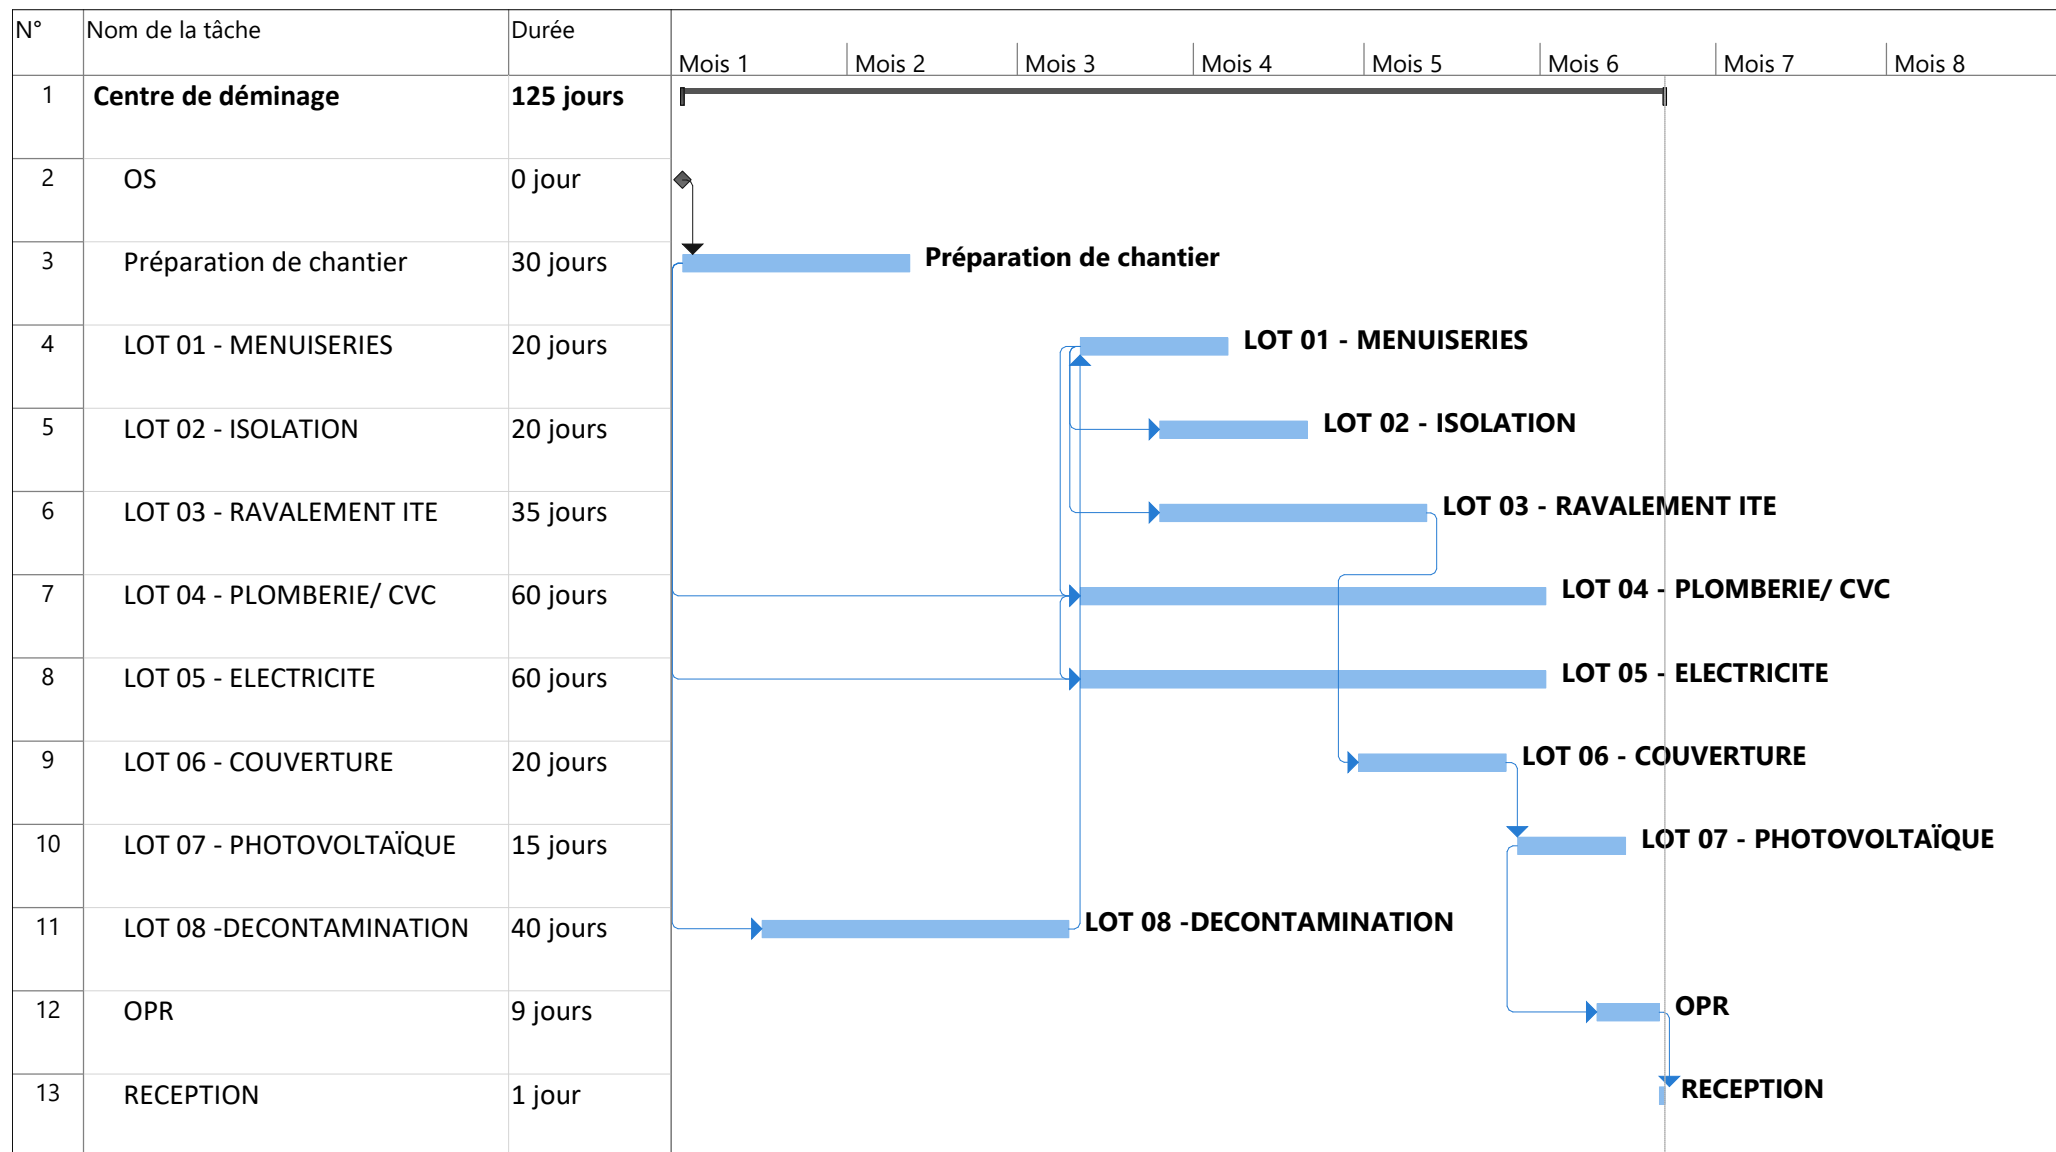 N° Nom de la tâche Durée
Mois 1 Mois 2 Mois 3 Mois 4 Mois 5 Mois 6 Mois 7 Mois 8
1 Centre de déminage 125 jours
2 OS 0 jour
3 Préparation de chantier 30 jours Préparation de chantier
4 LOT 01 - MENUISERIES 20 jours LOT 01 - MENUISERIES
5 LOT 02 - ISOLATION 20 jours LOT 02 - ISOLATION
6 LOT 03 - RAVALEMENT ITE 35 jours LOT 03 - RAVALEMENT ITE
7 LOT 04 - PLOMBERIE/ CVC 60 jours LOT 04 - PLOMBERIE/ CVC
8 LOT 05 - ELECTRICITE 60 jours LOT 05 - ELECTRICITE
9 LOT 06 - COUVERTURE 20 jours LOT 06 - COUVERTURE
10 LOT 07 - PHOTOVOLTAÏQUE 15 jours LOT 07 - PHOTOVOLTAÏQUE
11 LOT 08 -DECONTAMINATION 40 jours LOT 08 -DECONTAMINATION
12 OPR 9 jours OPR
13 RECEPTION 1 jour RECEPTION